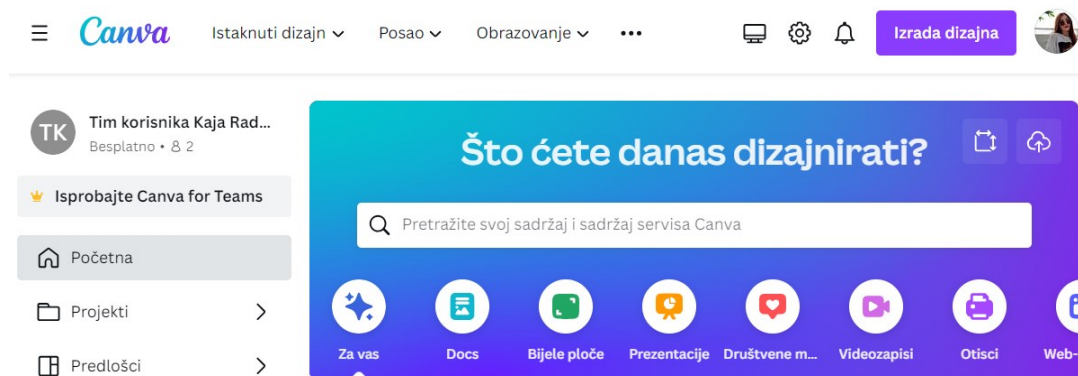 Canva
Istaknuti dizajn
Posao
Obrazovanje
Izrada dizajna
TK
Tim korisnika Kaja Rad...
Besplatno • 2
Isprobajte Canva for Teams
Početna
Projekti
Predlošci
Što ćete danas dizajnirati?
Pretražite svoj sadržaj i sadržaj servisa Canva
Za vas
Docs
Bijele ploče
Prezentacije
Društvene m...
Videozapisi
Otisci
Web-